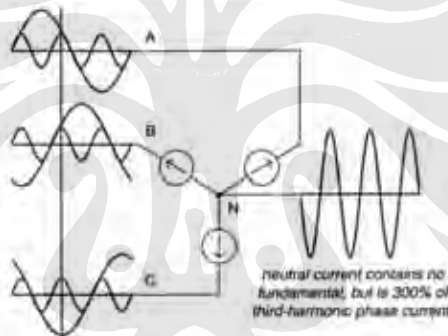 A
B
N
C
neutral current contains no
fundamental, but is 300% of
third-harmonic phase current